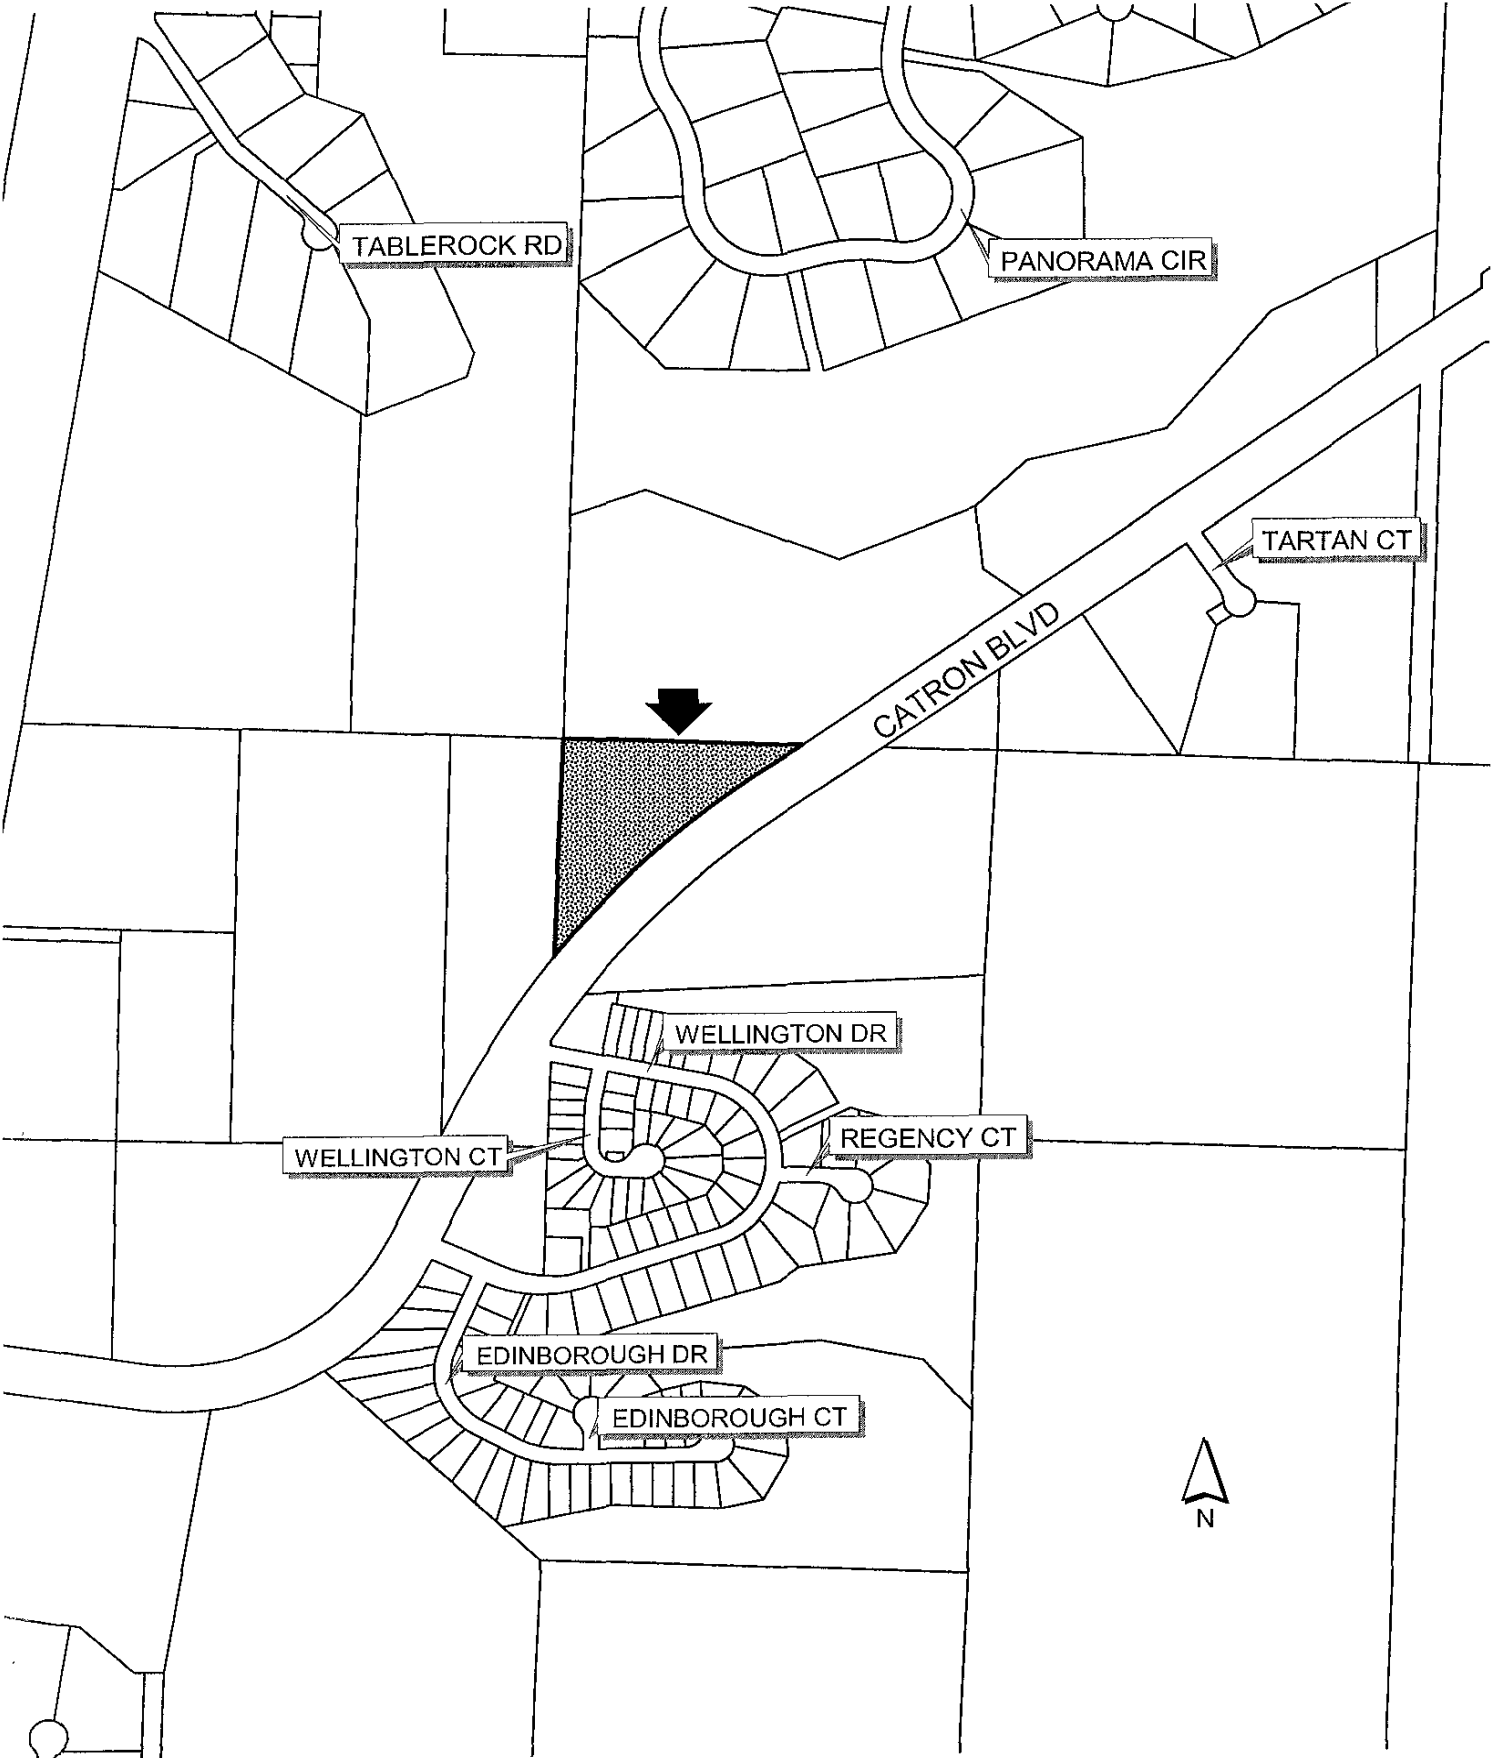 TABLEROCK RD
PANORAMA CIR
TARTAN CT
CATRON BLVD
WELLINGTON DR
REGENCY CT
WELLINGTON CT
EDINBOROUGH DR
EDINBOROUGH CT
N